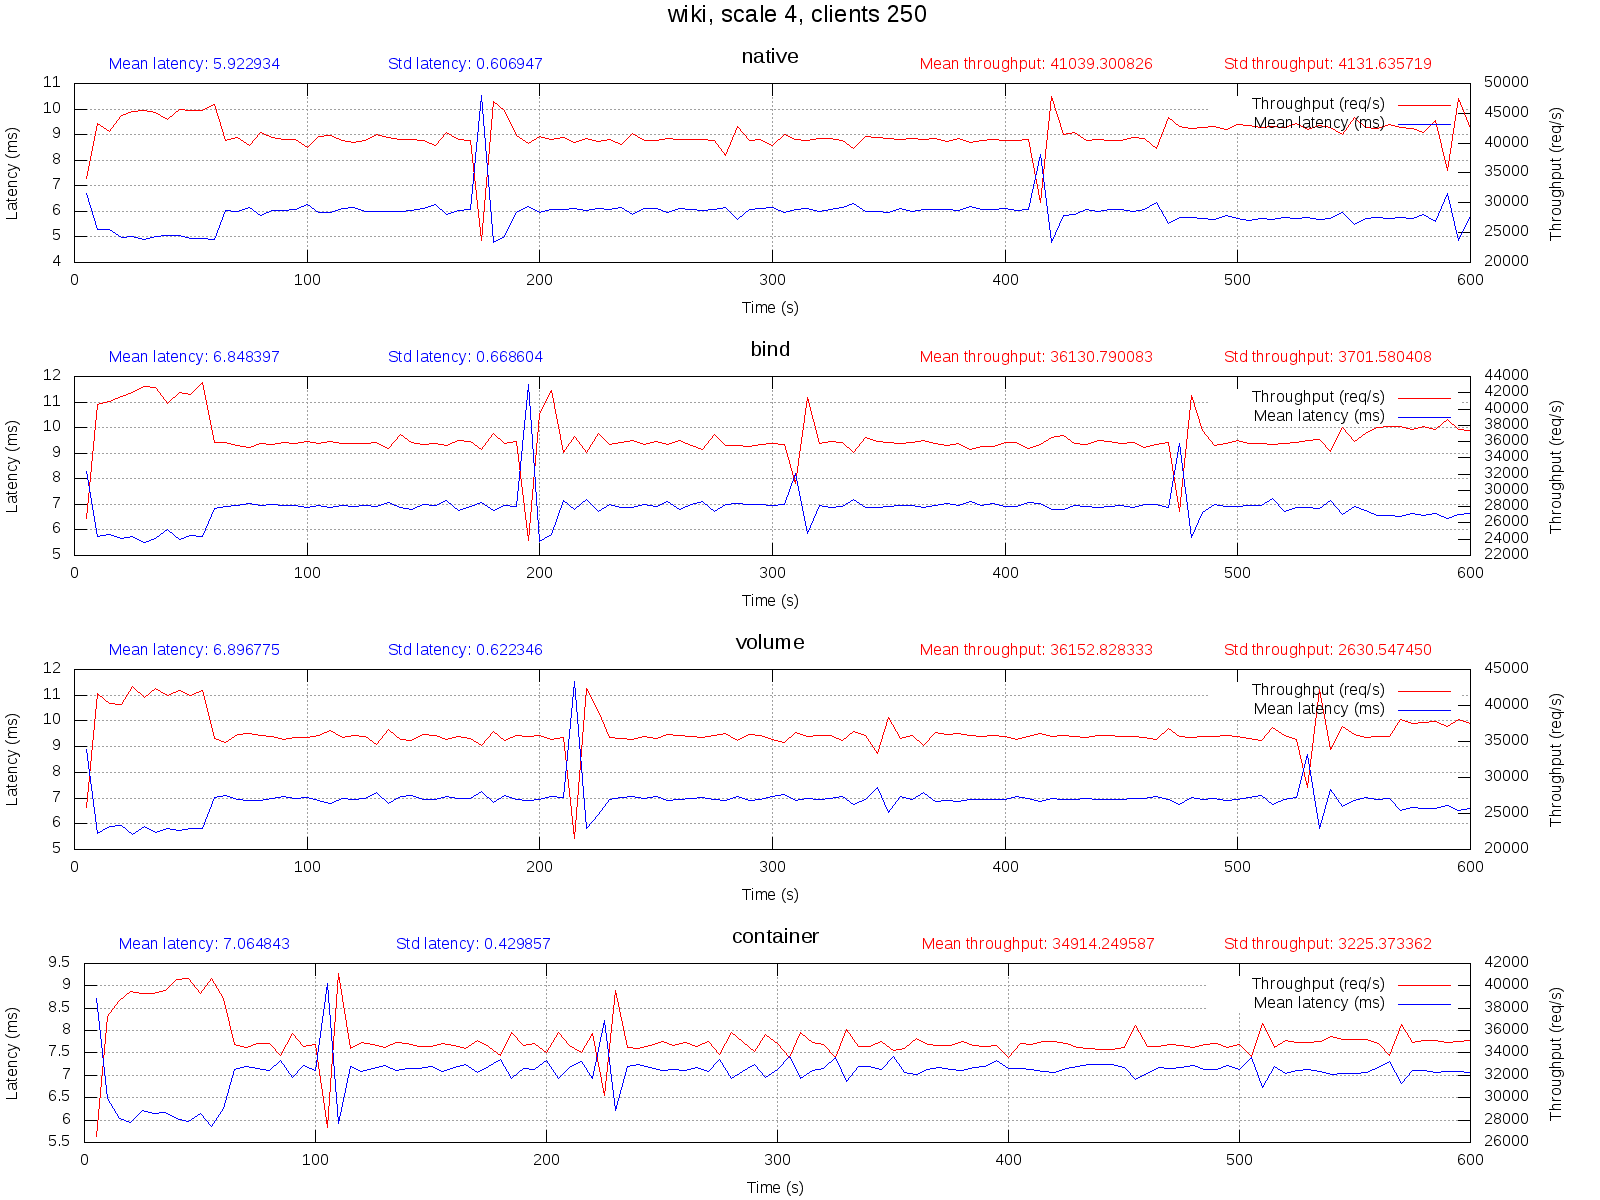 wiki, scale 4, clients 250
native
Mean latency: 5.922934 Std latency: 0.606947 Mean throughput: 41039.300826 Std throughput: 4131.635719
11 50000
10 45000
9 40000
8 35000
7 30000
6 25000
5 20000
4
Throughput (req/s)
Mean latency (ms)
Latency (ms)
Throughput (req/s)
0 100 200 300 400 500 600
Time (s)
bind
Mean latency: 6.848397 Std latency: 0.668604 Mean throughput: 36130.790083 Std throughput: 3701.580408
12 44000
11 42000
10 40000
9 38000
8 36000
7 34000
6 32000
5 30000
28000
26000
24000
22000
Throughput (req/s)
Mean latency (ms)
Latency (ms)
Throughput (req/s)
0 100 200 300 400 500 600
Time (s)
volume
Mean latency: 6.896775 Std latency: 0.622346 Mean throughput: 36152.828333 Std throughput: 2630.547450
12 45000
11 40000
10 35000
9 30000
8 25000
7 20000
6
5
Throughput (req/s)
Mean latency (ms)
Latency (ms)
Throughput (req/s)
0 100 200 300 400 500 600
Time (s)
container
Mean latency: 7.064843 Std latency: 0.429857 Mean throughput: 34914.249587 Std throughput: 3225.373362
9.5 42000
9 40000
8.5 38000
8 36000
7.5 34000
7 32000
6.5 30000
6 28000
5.5 26000
Throughput (req/s)
Mean latency (ms)
Latency (ms)
Throughput (req/s)
0 100 200 300 400 500 600
Time (s)